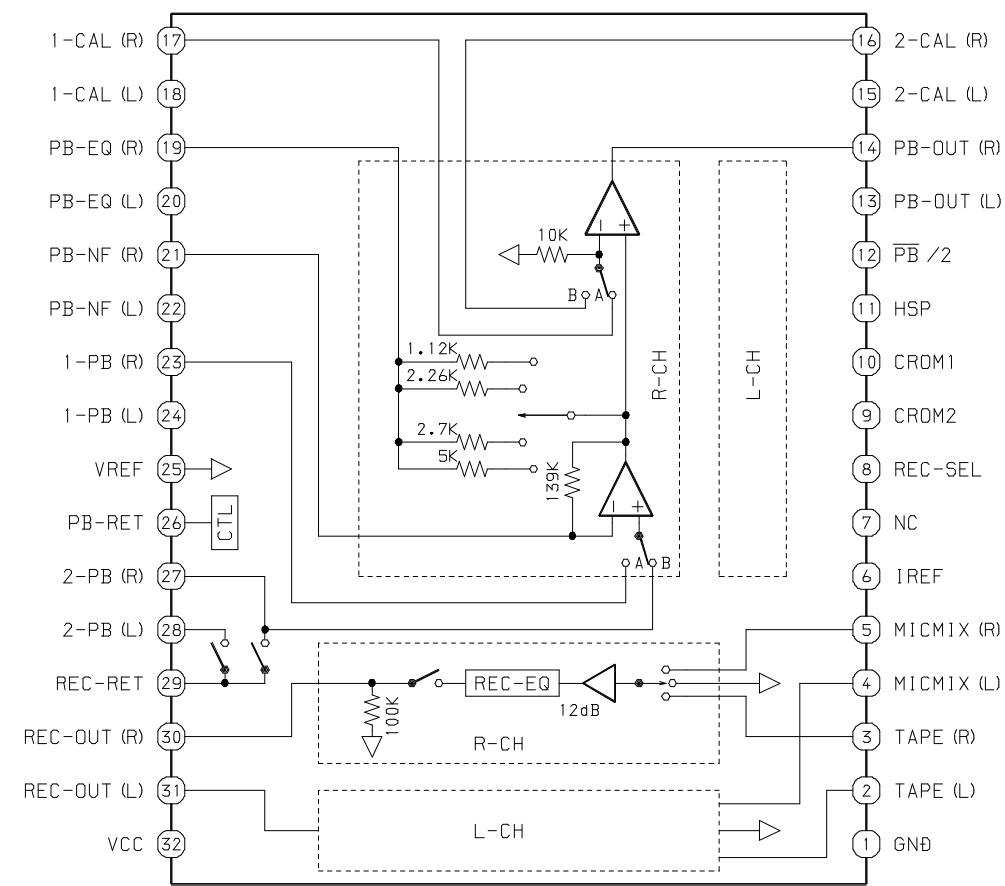 1-CAL (R) 17 16 2-CAL (R)
1-CAL (L) 18 15 2-CAL (L)
PB-EQ (R) 19 14 PB-OUT (R)
PB-EQ (L) 20 13 PB-OUT (L)
PB-NF (R) 21 12 PB /2
PB-NF (L) 22 11 HSP
1-PB (R) 23 10 CROM1
1-PB (L) 24 9 CROM2
VREF 25 8 REC-SEL
PB-RET 26 7 NC
CTL
2-PB (R) 27 6 IREF
2-PB (L) 28 5 MICMIX (R)
REC-RET 29 4 MICMIX (L)
REC-OUT (R) 30 3 TAPE (R)
REC-OUT (L) 31 2 TAPE (L)
VCC 32 1 GND
− +
10K
B A
1.12K
2.26K
2.7K
5K
139K
− +
A B
R-CH
L-CH
REC-EQ
12dB
100K
R-CH
L-CH